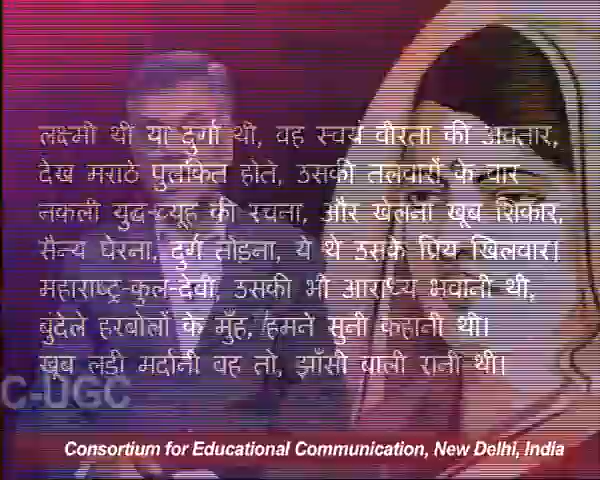 लक्ष्मी थी या दुर्गा थी, वह स्वयं वीरता की अवतार,
देख मराठे पुलकित होते, उसकी तलवारों के वार
नकली युद्ध-व्यूह की रचना, और खेलना खूब शिकार,
सैन्य घेरना, दुर्ग तोड़ना, ये थे उसके प्रिय खिलवार।
महाराष्ट्र-कुल-देवी, उसकी भी आराध्य भवानी थी,
बुंदेले हरबोलों के मुँह, हमने सुनी कहानी थी।
खूब लड़ी मर्दानी वह तो, झाँसी वाली रानी थी।
C-UGC
Consortium for Educational Communication, New Delhi, India